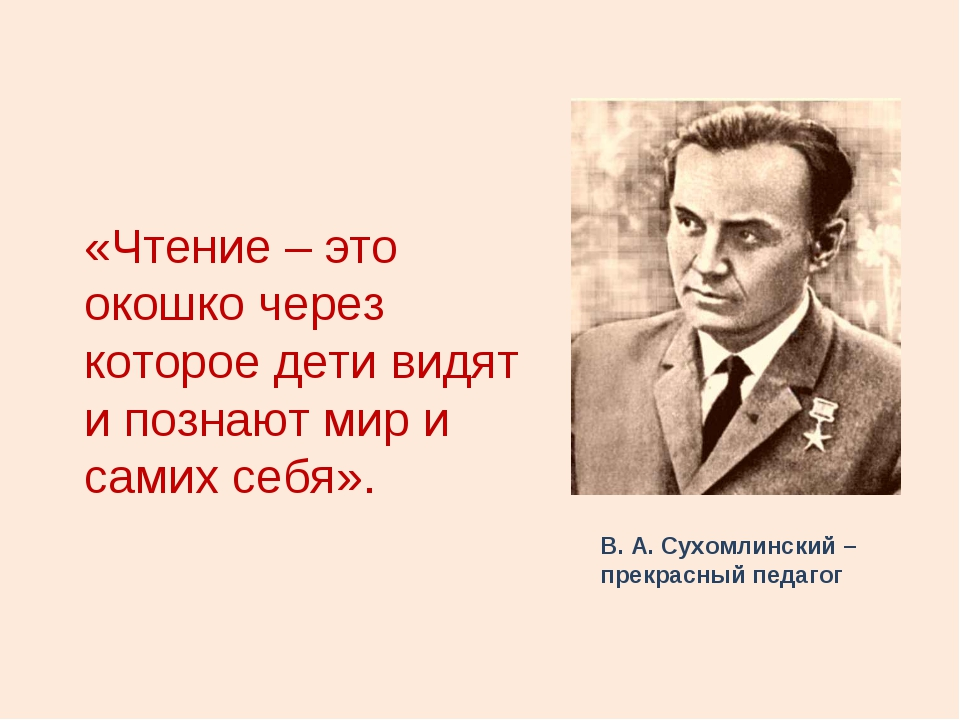 «Чтение – это
окошко через
которое дети видят
и познают мир и
самих себя».
В. А. Сухомлинский –
прекрасный педагог